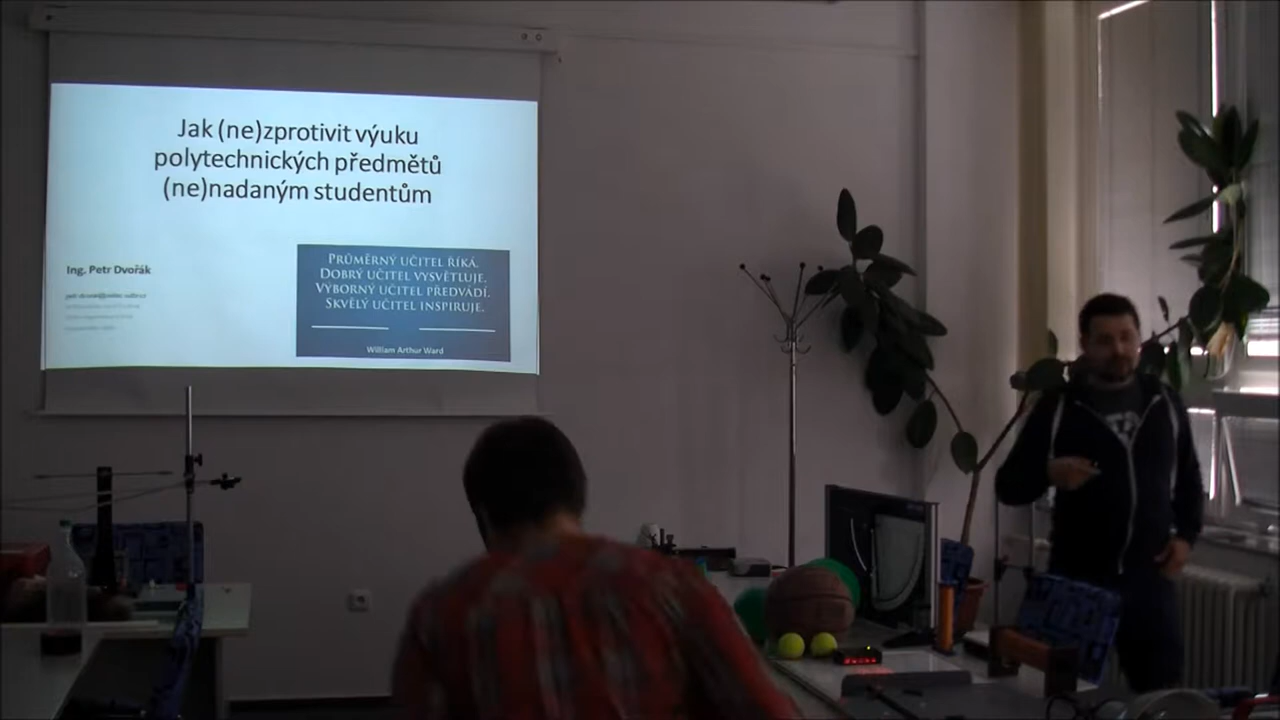 Jak (ne)zprotivit výuku
polytechnických předmětů
(ne)nadaným studentům
Ing. Petr Dvořák
PRŮMĚRNÝ UČITEL ŘÍKÁ.
DOBRÝ UČITEL VYSVĚTLUJE.
VÝBORNÝ UČITEL PŘEDVÁDÍ.
SKVĚLÝ UČITEL INSPIRUJE.
William Arthur Ward